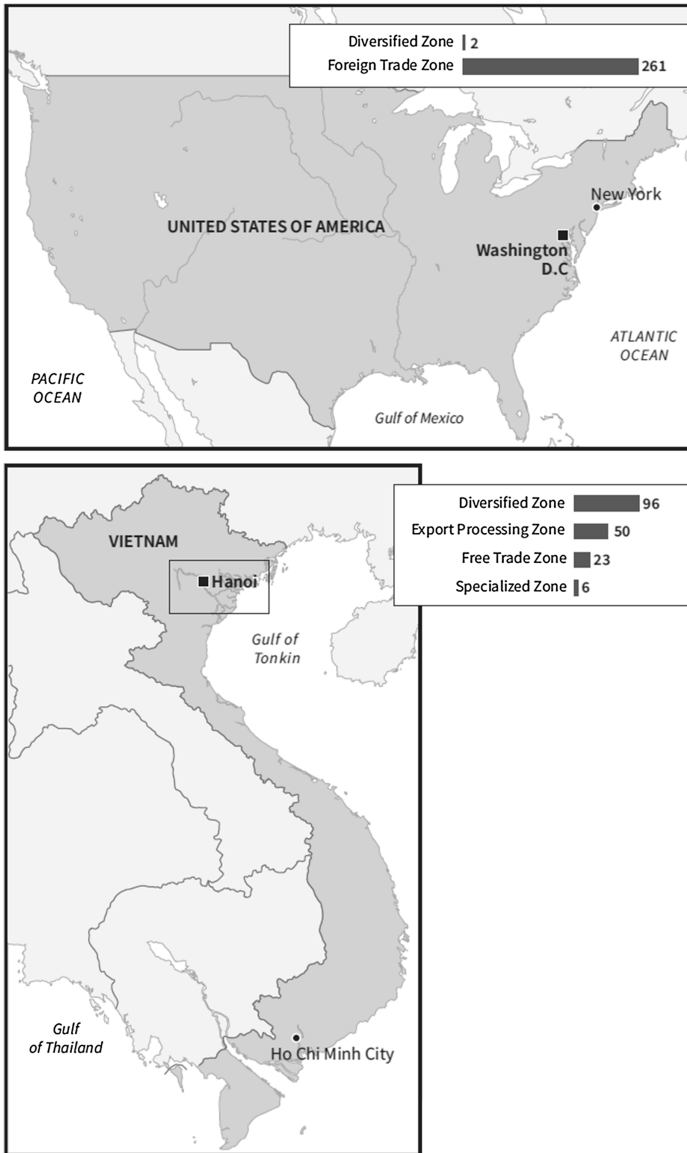 Diversified Zone 2
Foreign Trade Zone 261
New York
UNITED STATES OF AMERICA
Washington
D.C
ATLANTIC
OCEAN
PACIFIC
OCEAN
Gulf of Mexico
Diversified Zone 96
Export Processing Zone 50
Free Trade Zone 23
Specialized Zone 6
VIETNAM
Hanoi
Gulf of
Tonkin
Gulf
of Thailand
Ho Chi Minh City